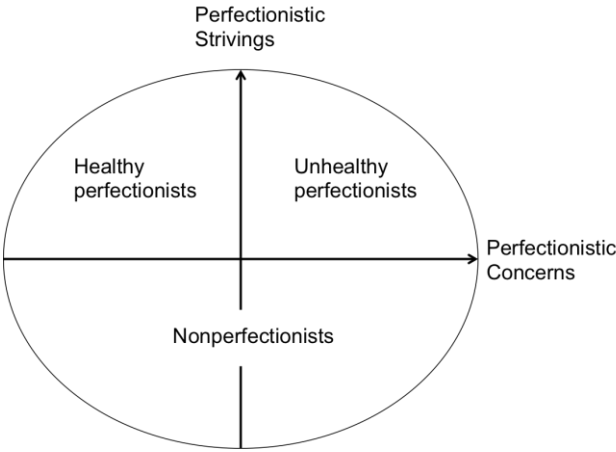 Perfectionistic
Strivings
Healthy
perfectionists
Unhealthy
perfectionists
Perfectionistic
Concerns
Nonperfectionists